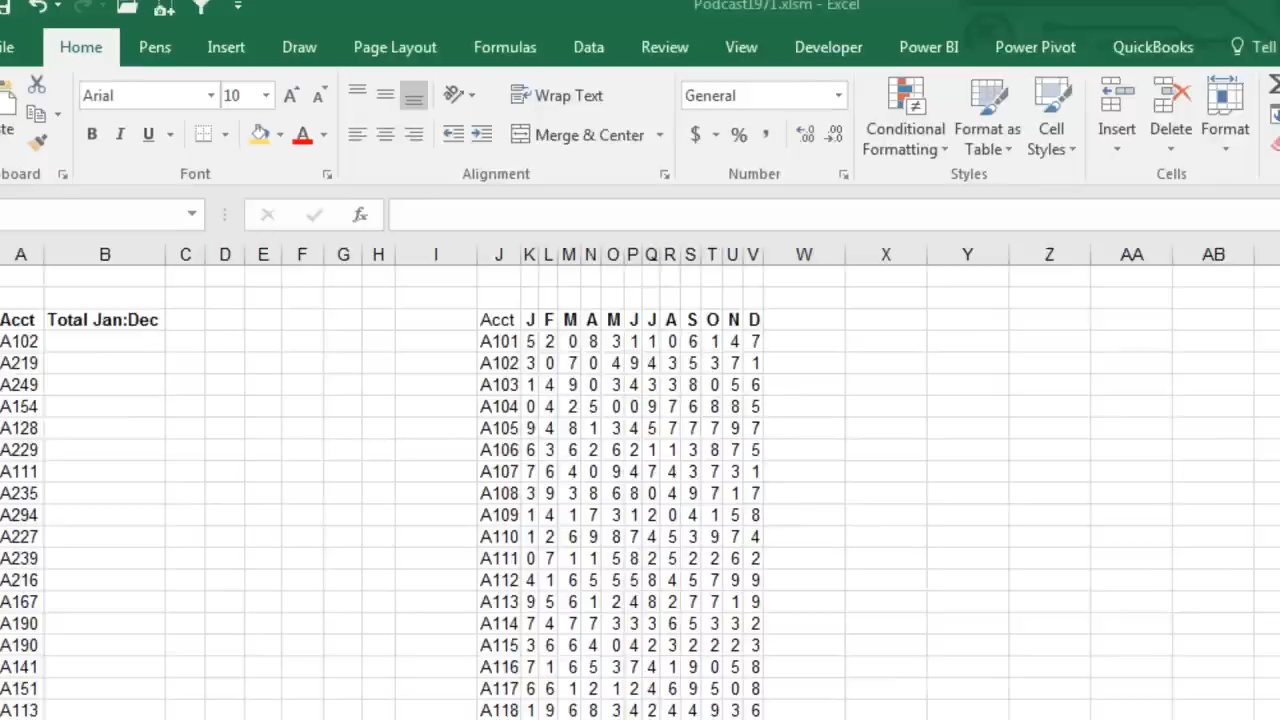 Podcast1971.xlsm - Excel
Home Pens Insert Draw Page Layout Formulas Data Review View Developer Power BI Power Pivot QuickBooks Tell
Arial 10 A A Wrap Text General
B I U A Merge & Center $ % , .00 .00
Conditional Formatting Format as Table Cell Styles Insert Delete Format
Font Alignment Number Styles Cells
fx
A B C D E F G H I J K L M N O P Q R S T U V W X Y Z AA AB
Acct Total Jan:Dec Acct J F M A M J J A S O N D
A102 A101 5 2 0 8 3 1 1 0 6 1 4 7
A219 A102 3 0 7 0 4 9 4 3 5 3 7 1
A249 A103 1 4 9 0 3 4 3 3 8 0 5 6
A154 A104 0 4 2 5 0 0 9 7 6 8 8 5
A128 A105 9 4 8 1 3 4 5 7 7 7 9 7
A229 A106 6 3 6 2 6 2 1 1 3 8 7 5
A111 A107 7 6 4 0 9 4 7 4 3 7 3 1
A235 A108 3 9 3 8 6 8 0 4 9 7 1 7
A294 A109 1 4 1 7 3 1 2 0 4 1 5 8
A227 A110 1 2 6 9 8 7 4 5 3 9 7 4
A239 A111 0 7 1 1 5 8 2 5 2 2 6 2
A216 A112 4 1 6 5 5 5 8 4 5 7 9 9
A167 A113 9 5 6 1 2 4 8 2 7 7 1 9
A190 A114 7 4 7 7 3 3 3 6 5 3 3 2
A190 A115 3 6 6 4 0 4 2 3 2 2 2 3
A141 A116 7 1 6 5 3 7 4 1 9 0 5 8
A151 A117 6 6 1 2 1 2 4 6 9 5 0 8
A113 A118 1 9 6 8 3 4 2 4 4 9 3 6